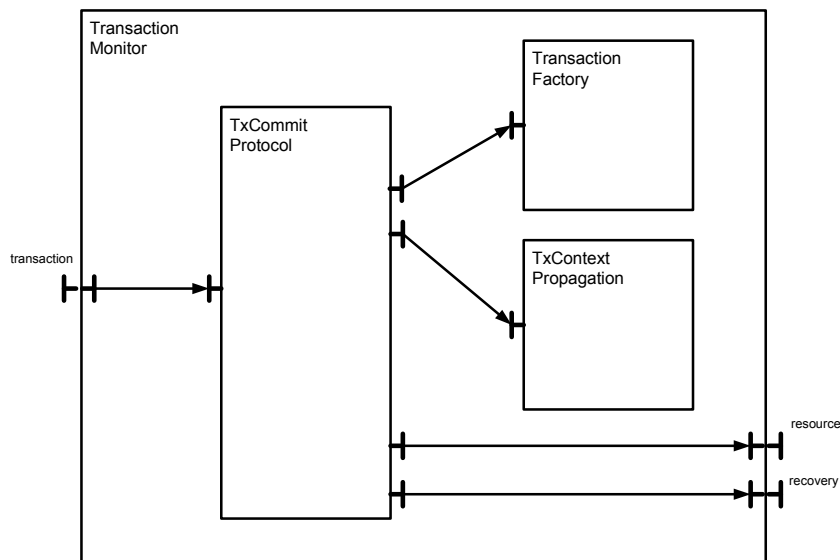 Transaction
Monitor
Transaction
Factory
TxCommit
Protocol
transaction
TxContext
Propagation
resource
recovery